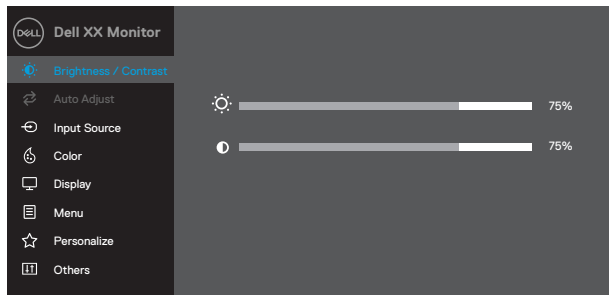 DELL
Dell XX Monitor
Brightness / Contrast
Auto Adjust
75%
Input Source
Color
75%
Display
Menu
Personalize
Others